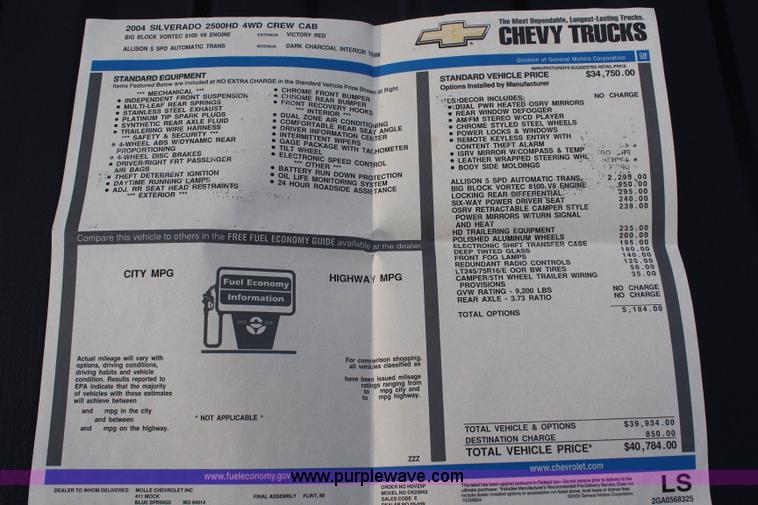 2004 SILVERADO 2500HD 4WD CREW CAB
BIG BLOCK VORTEC 8100 V8 ENGINE EXTERIOR VICTORY RED
ALLISON 5 SPD AUTOMATIC TRANS INTERIOR DARK CHARCOAL INTERIOR TRIM
The Most Dependable, Longest-Lasting Trucks.
CHEVY TRUCKS
Division of General Motors Corporation GM
STANDARD EQUIPMENT
Items Featured Below are Included at NO EXTRA CHARGE in the Standard Vehicle Price Shown at Right
*** MECHANICAL ***
• INDEPENDENT FRONT SUSPENSION
• MULTI-LEAF REAR SPRINGS
• STAINLESS STEEL EXHAUST
• PLATINUM TIP SPARK PLUGS
• SYNTHETIC REAR AXLE FLUID
• TRAILERING WIRE HARNESS
*** SAFETY & SECURITY ***
• 4-WHEEL ABS W/DYNAMIC REAR
PROPORTIONING
• 4-WHEEL DISC BRAKES
• DRIVER/RIGHT FRT PASSENGER
AIR BAGS
• THEFT DETERRENT IGNITION
• DAYTIME RUNNING LAMPS
• ADJ. RR SEAT HEAD RESTRAINTS
*** EXTERIOR ***
• CHROME FRONT BUMPER
• CHROME REAR BUMPER
• FRONT RECOVERY HOOKS
*** INTERIOR ***
• DUAL ZONE AIR CONDITIONING
• COMFORTABLE REAR SEAT ANGLE
• DRIVER INFORMATION CENTER
• INTERMITTENT WIPERS
• GAGE PACKAGE WITH TACHOMETER
• TILT WHEEL
• ELECTRONIC SPEED CONTROL
*** OTHER ***
• BATTERY RUN DOWN PROTECTION
• OIL LIFE MONITORING SYSTEM
• 24 HOUR ROADSIDE ASSISTANCE
MANUFACTURER'S SUGGESTED RETAIL PRICE
STANDARD VEHICLE PRICE $34,750.00
Options Installed by Manufacturer
LS DECOR INCLUDES: NO CHARGE
• DUAL PWR HEATED OSRV MIRRORS
• REAR WINDOW DEFOGGER
• AM/FM STEREO W/CD PLAYER
• CHROME STYLED STEEL WHEELS
• POWER LOCKS & WINDOWS
• REMOTE KEYLESS ENTRY WITH
CONTENT THEFT ALARM
• ISRV MIRROR W/COMPASS & TEMP
• LEATHER WRAPPED STEERING WHL
• BODY SIDE MOLDINGS
ALLISON 5 SPD AUTOMATIC TRANS. 2,295.00
BIG BLOCK VORTEC 8100 V8 ENGINE 950.00
LOCKING REAR DIFFERENTIAL 295.00
SIX-WAY POWER DRIVER SEAT 240.00
OSRV RETRACTABLE CAMPER STYLE 238.00
POWER MIRRORS W/TURN SIGNAL
AND HEAT
HD TRAILERING EQUIPMENT 235.00
POLISHED ALUMINUM WHEELS 200.00
ELECTRONIC SHIFT TRANSFER CASE 195.00
DEEP TINTED GLASS 180.00
FRONT FOG LAMPS 140.00
REDUNDANT RADIO CONTROLS 125.00
LT245/75R16/E OOR BW TIRES 56.00
CAMPER/5TH WHEEL TRAILER WIRING 35.00
PROVISIONS
GVW RATING - 9,200 LBS NO CHARGE
REAR AXLE - 3.73 RATIO NO CHARGE
TOTAL OPTIONS 5,184.00
Compare this vehicle to others in the FREE FUEL ECONOMY GUIDE available at the dealer
CITY MPG
HIGHWAY MPG
Fuel Economy
Information
Actual mileage will vary with
options, driving conditions,
driving habits and vehicle
condition. Results reported to
EPA indicate that the majority
of vehicles with these estimates
will achieve between
and mpg in the city
and between
and mpg on the highway.
* NOT APPLICABLE *
For comparison shopping,
all vehicles classified as
have been issued mileage
ratings ranging from
to mpg city and
to mpg highway.
TOTAL VEHICLE & OPTIONS $39,934.00
DESTINATION CHARGE 850.00
TOTAL VEHICLE PRICE* $40,784.00
ZZZ
www.fueleconomy.gov
www.purplewave.com
www.chevrolet.com
DEALER TO WHOM DELIVERED MOLLE CHEVROLET INC
411 MOCK
BLUE SPRINGS MO 64014
FINAL ASSEMBLY FLINT, MI
SALES CODE E
LS
2GA0568325